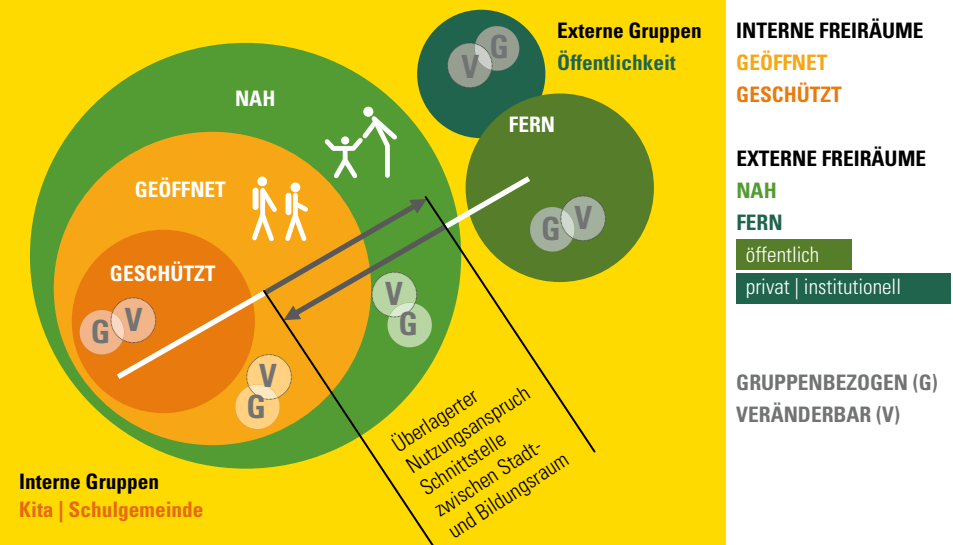 Externe Gruppen
Öffentlichkeit
V
G
NAH
FERN
GEÖFFNET
G
V
GESCHÜTZT
G
V
V
G
V
G
Überlagerter
Nutzungsanspruch
Schnittstelle
zwischen Stadt-
und Bildungsraum
Interne Gruppen
Kita | Schulgemeinde
INTERNE FREIRÄUME
GEÖFFNET
GESCHÜTZT
EXTERNE FREIRÄUME
NAH
FERN
öffentlich
privat | institutionell
GRUPPENBEZOGEN (G)
VERÄNDERBAR (V)